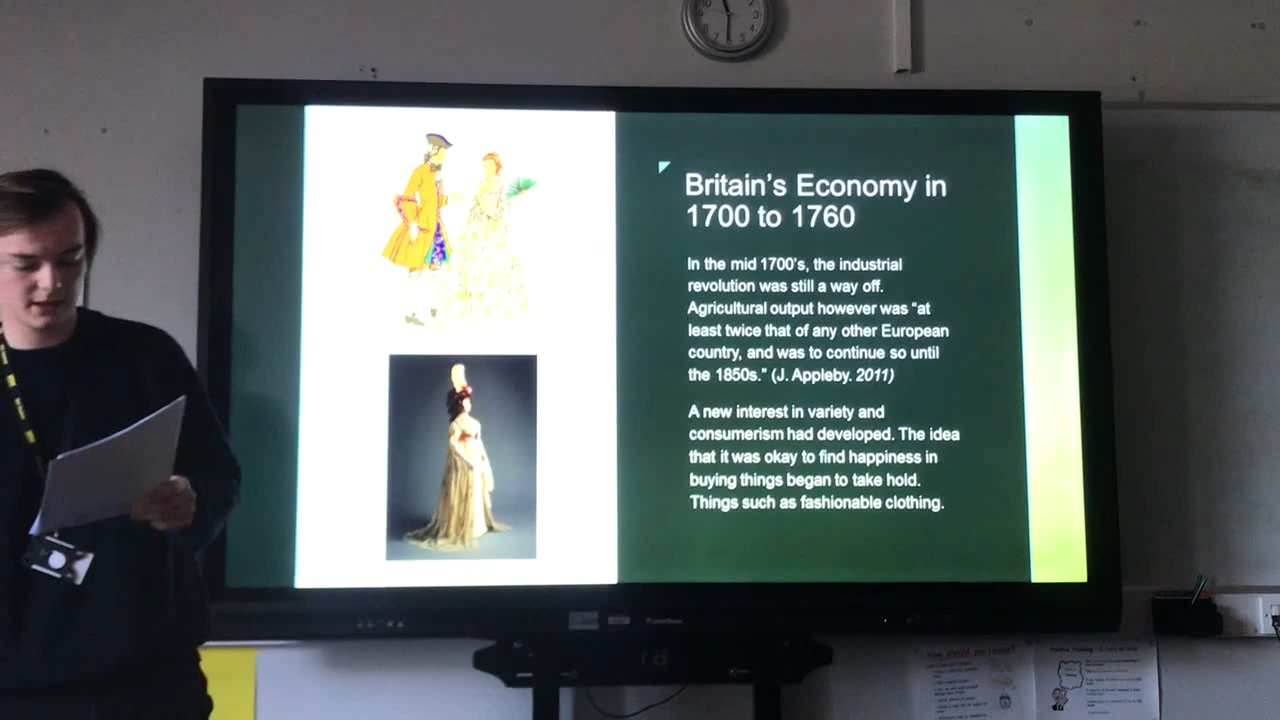 Britain’s Economy in
1700 to 1760
In the mid 1700’s, the industrial
revolution was still a way off.
Agricultural output however was “at
least twice that of any other European
country, and was to continue so until
the 1850s.” (J. Appleby. 2011)
A new interest in variety and
consumerism had developed. The idea
that it was okay to find happiness in
buying things began to take hold.
Things such as fashionable clothing.